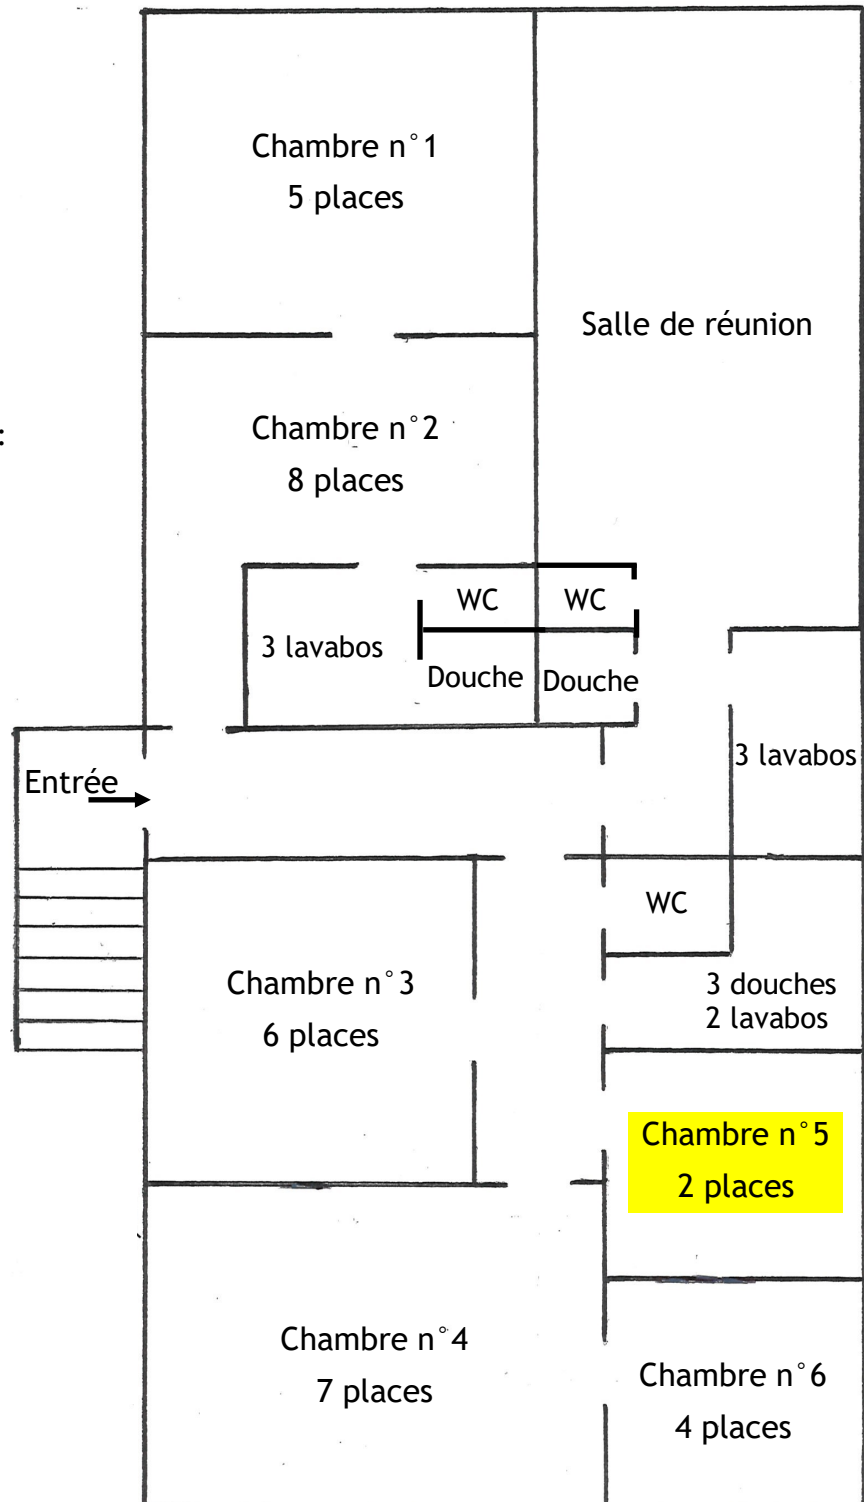 Chambre n°1
5 places
Salle de réunion
:
Chambre n°2
8 places
WC
WC
3 lavabos
Douche
Douche
3 lavabos
Entrée
WC
Chambre n°3
6 places
3 douches
2 lavabos
Chambre n°5
2 places
Chambre n°4
7 places
Chambre n°6
4 places